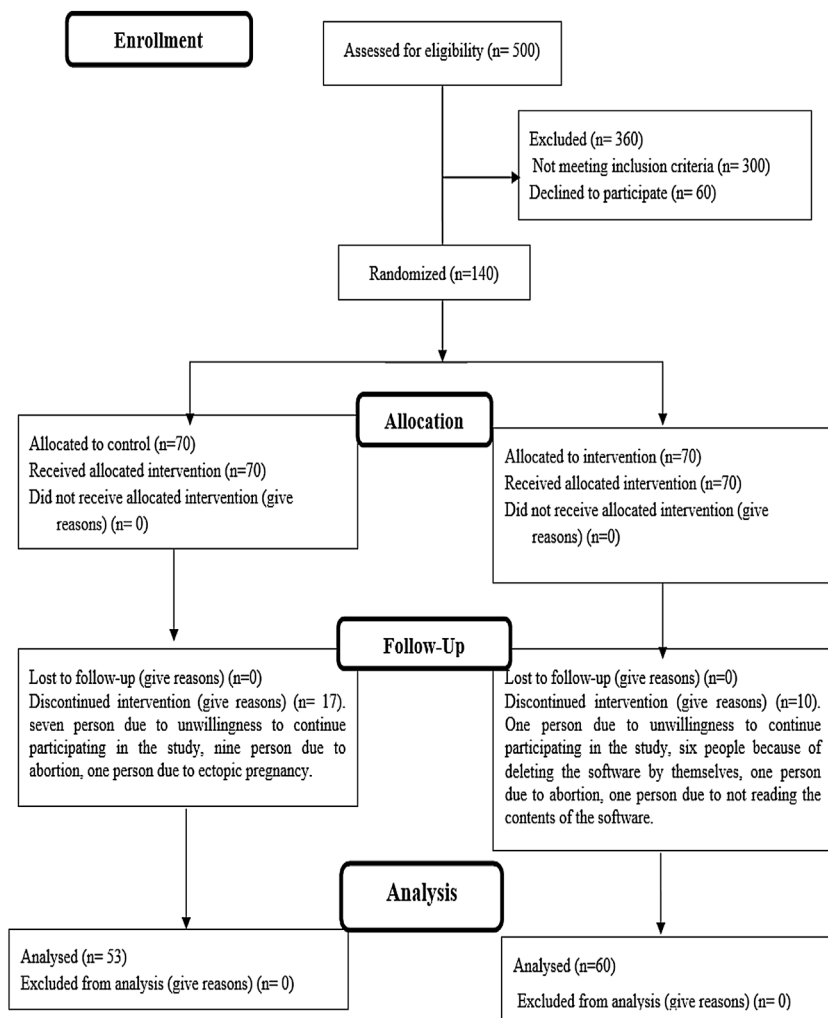 Enrollment
Assessed for eligibility (n= 500)
Excluded (n= 360)
Not meeting inclusion criteria (n= 300)
Declined to participate (n= 60)
Randomized (n=140)
Allocation
Allocated to control (n=70)
Received allocated intervention (n=70)
Did not receive allocated intervention (give
reasons) (n= 0)
Allocated to intervention (n=70)
Received allocated intervention (n=70)
Did not receive allocated intervention (give
reasons) (n=0)
Follow-Up
Lost to follow-up (give reasons) (n=0)
Discontinued intervention (give reasons) (n= 17).
seven person due to unwillingness to continue
participating in the study, nine person due to
abortion, one person due to ectopic pregnancy.
Lost to follow-up (give reasons) (n=0)
Discontinued intervention (give reasons) (n=10).
One person due to unwillingness to continue
participating in the study, six people because of
deleting the software by themselves, one person
due to abortion, one person due to not reading the
contents of the software.
Analysis
Analysed (n= 53)
Excluded from analysis (give reasons) (n= 0)
Analysed (n=60)
Excluded from analysis (give reasons) (n= 0)